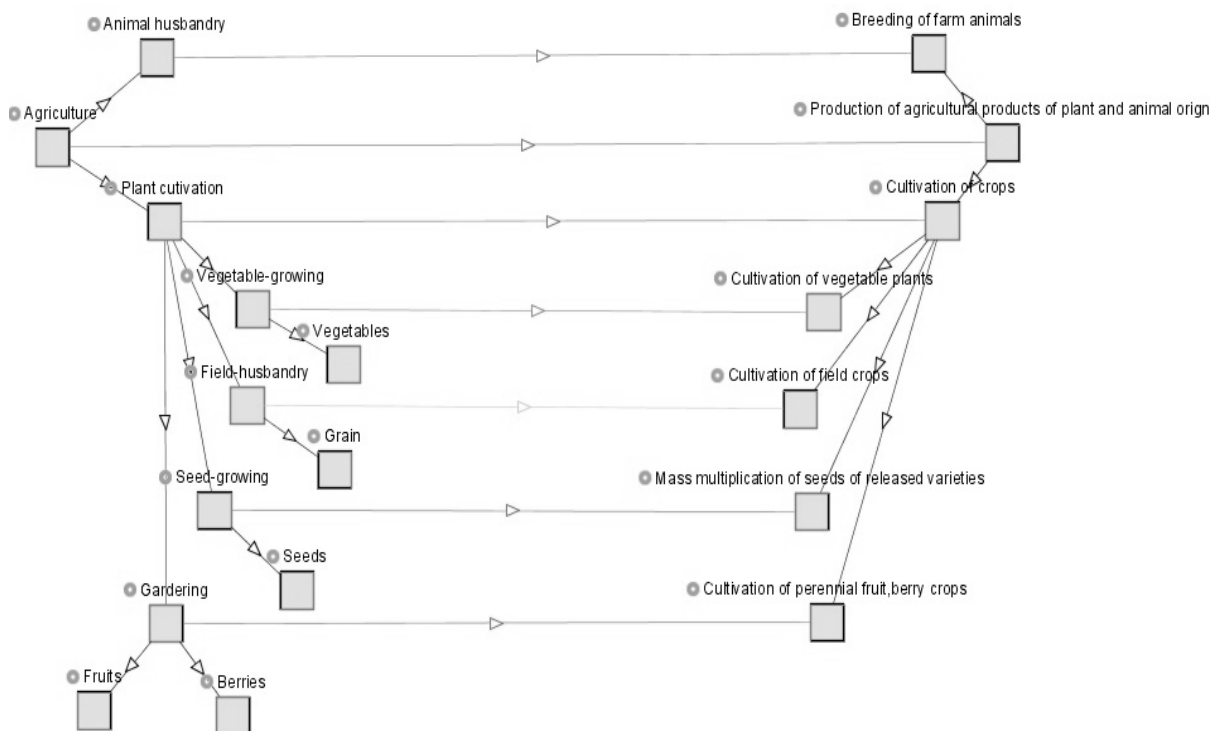 Animal husbandry
Breeding of farm animals
Agriculture
Production of agricultural products of plant and animal orign
Plant cutivation
Cultivation of crops
Vegetable-growing
Cultivation of vegetable plants
Vegetables
Field-husbandry
Cultivation of field crops
Grain
Seed-growing
Mass multiplication of seeds of released varieties
Seeds
Gardering
Cultivation of perennial fruit,berry crops
Fruits
Berries